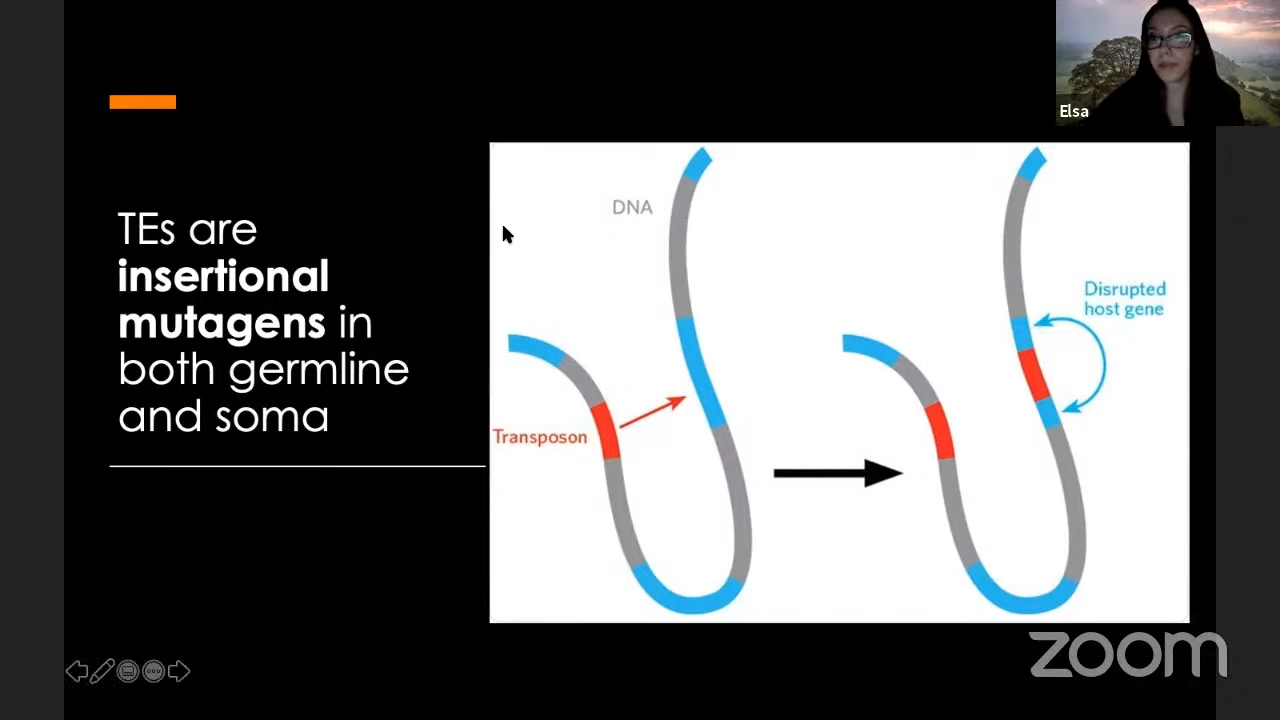 Elsa
TEs are
insertional
mutagens in
both germline
and soma
DNA
Transposon
Disrupted
host gene
zoom